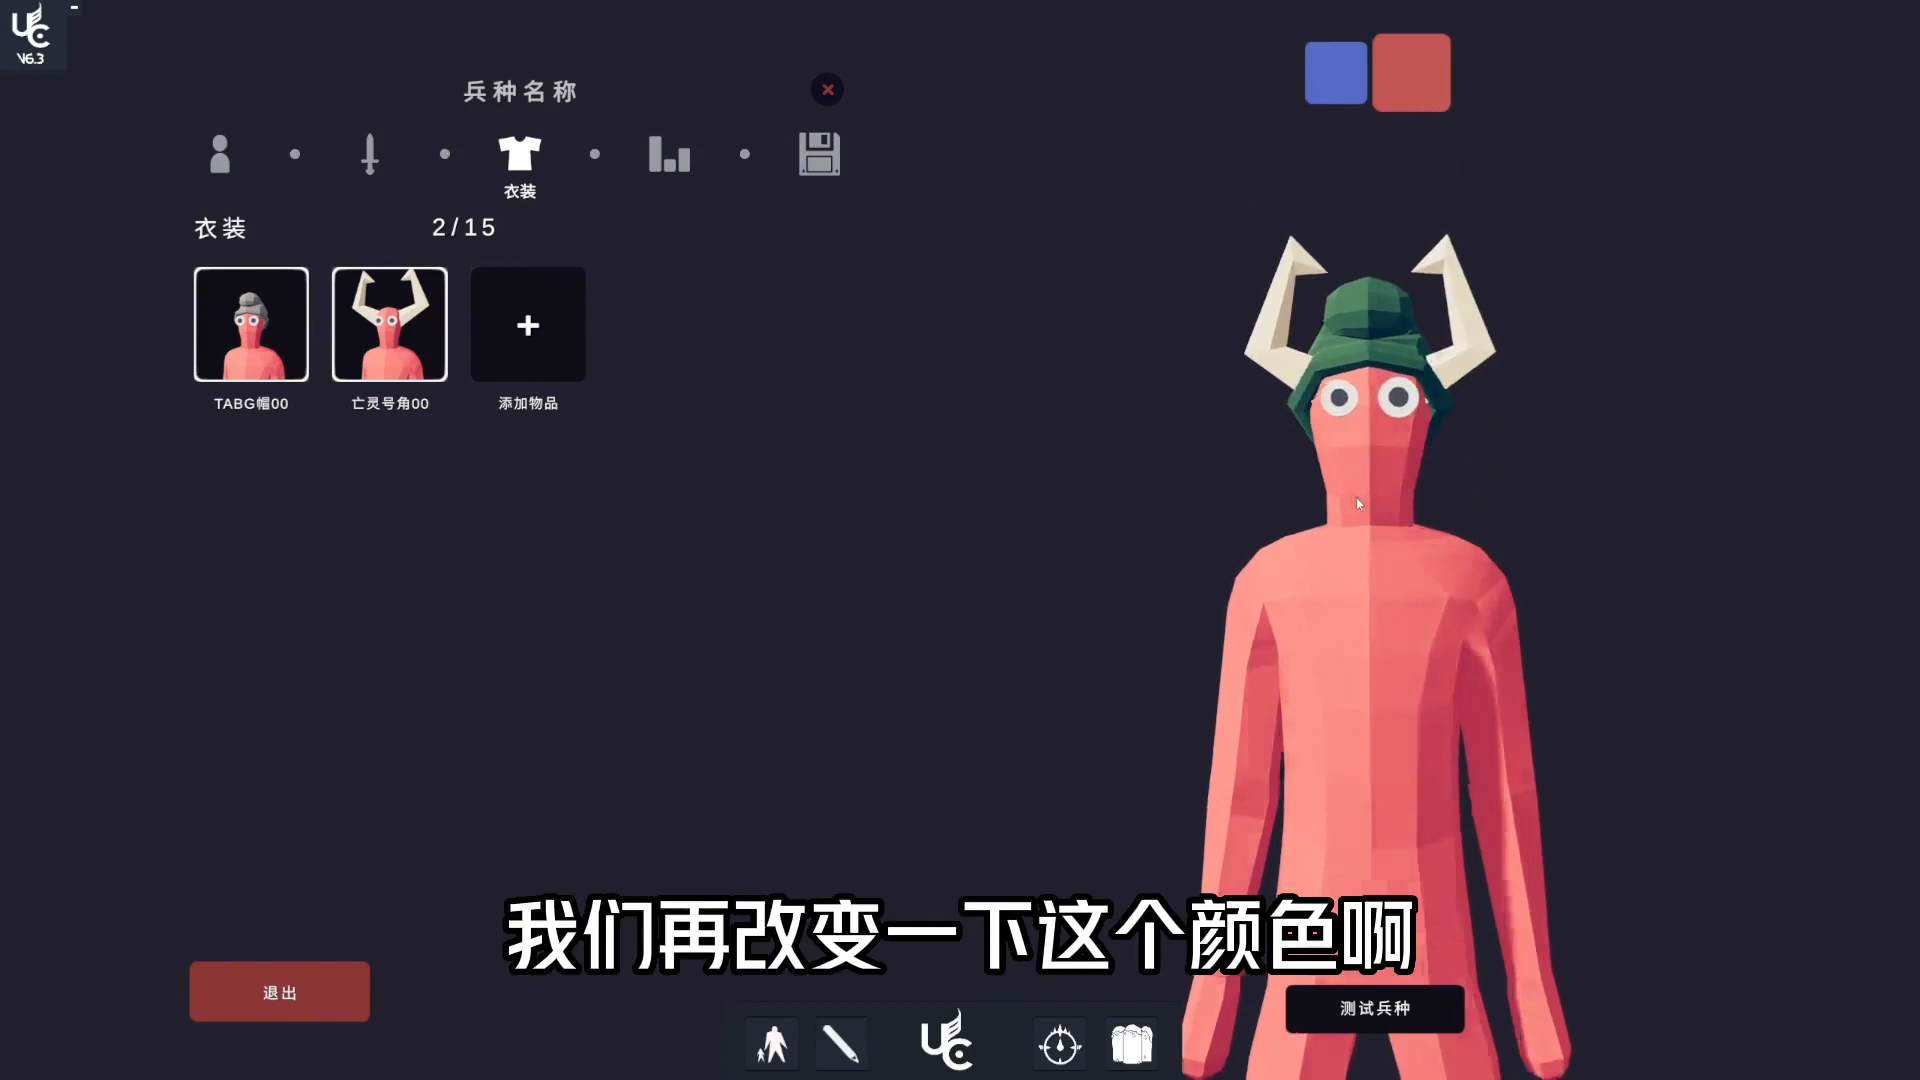 UC
V6.3
兵种名称
衣装
衣装
2/15
TABG帽00
亡灵号角00
添加物品
我们再改变一下这个颜色啊
退出
测试兵种
UC